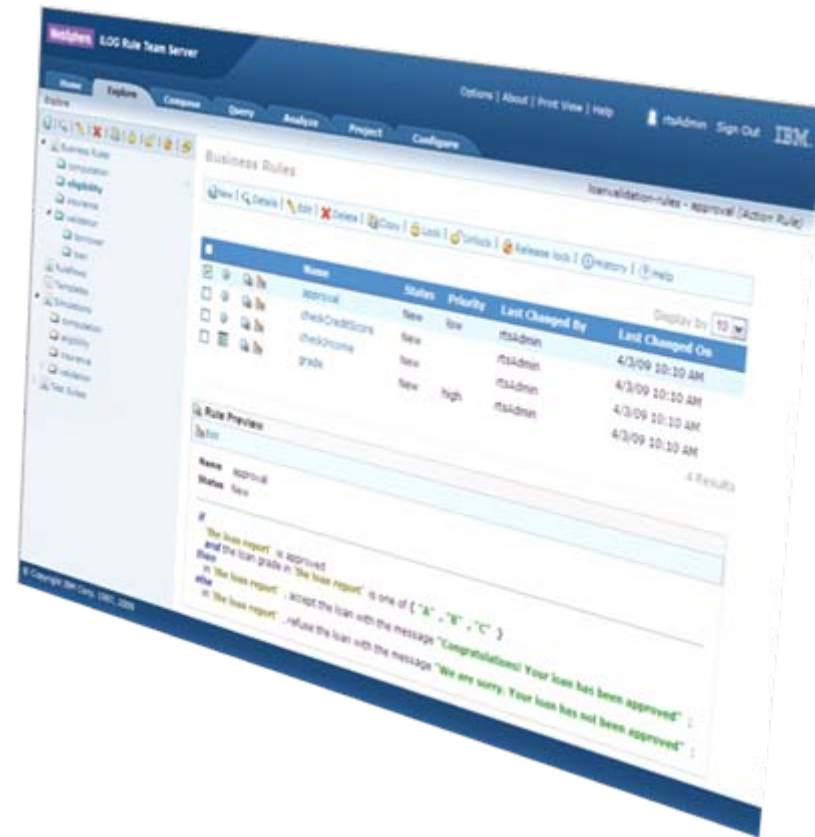 WebSphere ILOG Rule Team Server
Options | About | Print View | Help
rtsAdmin Sign Out IBM.
Home Explore Compose Query Analyze Project Configure
loanvalidation-rules - approval (Action Rule)
Explore
Business Rules
computation
eligibility
insurance
validation
borrower
loan
Ruleflows
Templates
Simulations
computation
eligibility
insurance
validation
Test Suites
Business Rules
New | Details | Edit | Delete | Copy | Lock | Unlock | Release lock | History | Help
Display by 10
Name Status Priority Last Changed By Last Changed On
approval New low rtsAdmin 4/3/09 10:10 AM
checkCreditScore New rtsAdmin 4/3/09 10:10 AM
checkIncome New rtsAdmin 4/3/09 10:10 AM
grade New high rtsAdmin 4/3/09 10:10 AM
4 Results
Rule Preview
Edit
Name approval
Status New
if
'the loan report' is approved
and the loan grade in 'the loan report' is one of { "A" , "B" , "C" }
then
in 'the loan report' , accept the loan with the message "Congratulations! Your loan has been approved" ;
else
in 'the loan report' , refuse the loan with the message "We are sorry. Your loan has not been approved" ;
© Copyright IBM Corp. 1987, 2009